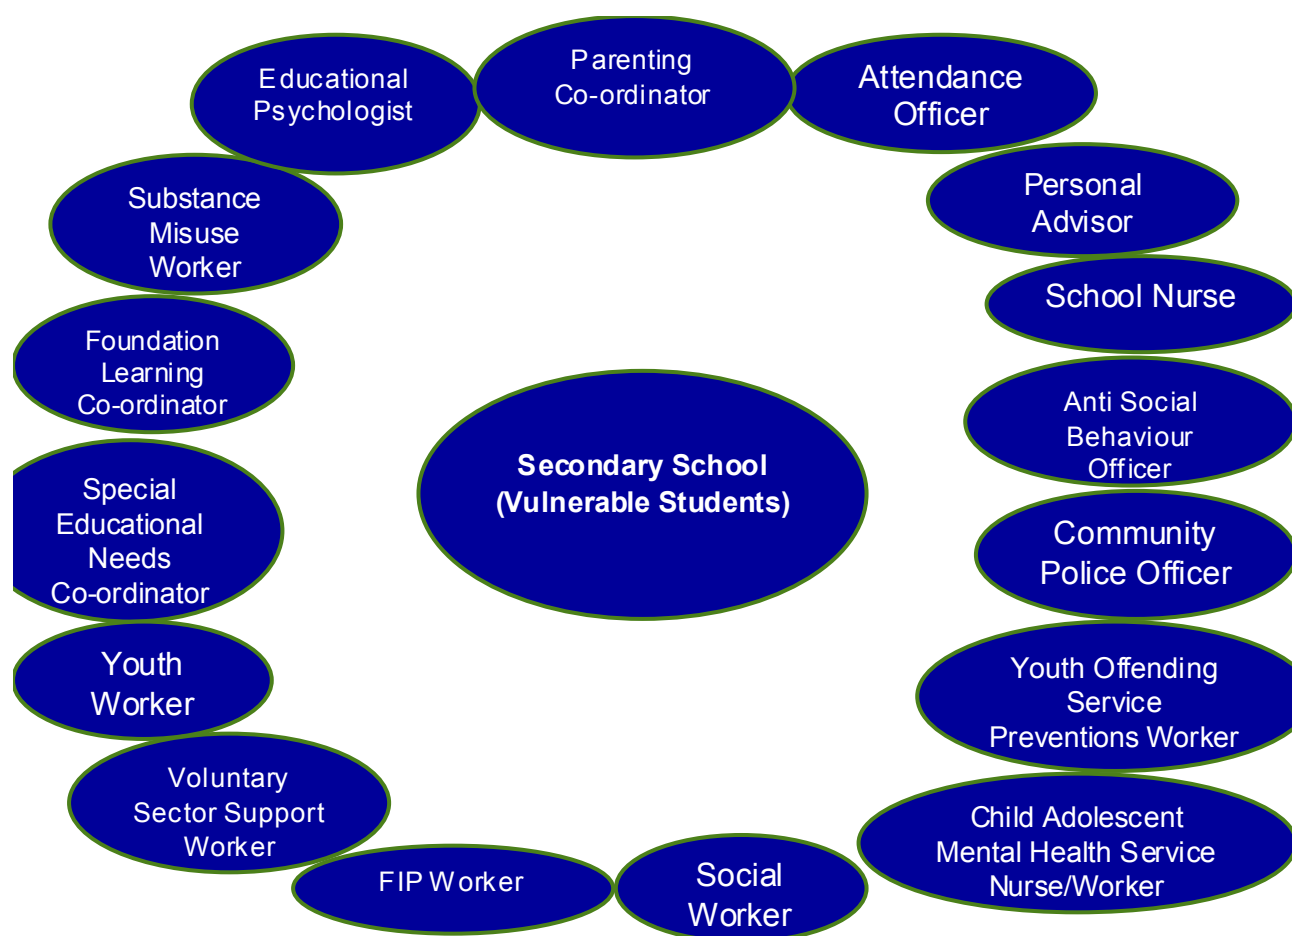 Parenting
Co-ordinator
Educational
Psychologist
Attendance
Officer
Substance
Misuse
Worker
Personal
Advisor
School Nurse
Foundation
Learning
Co-ordinator
Anti Social
Behaviour
Officer
Secondary School
(Vulnerable Students)
Special
Educational
Needs
Co-ordinator
Community
Police Officer
Youth
Worker
Youth Offending
Service
Preventions Worker
Voluntary
Sector Support
Worker
Child Adolescent
Mental Health Service
Nurse/Worker
FIP Worker
Social
Worker